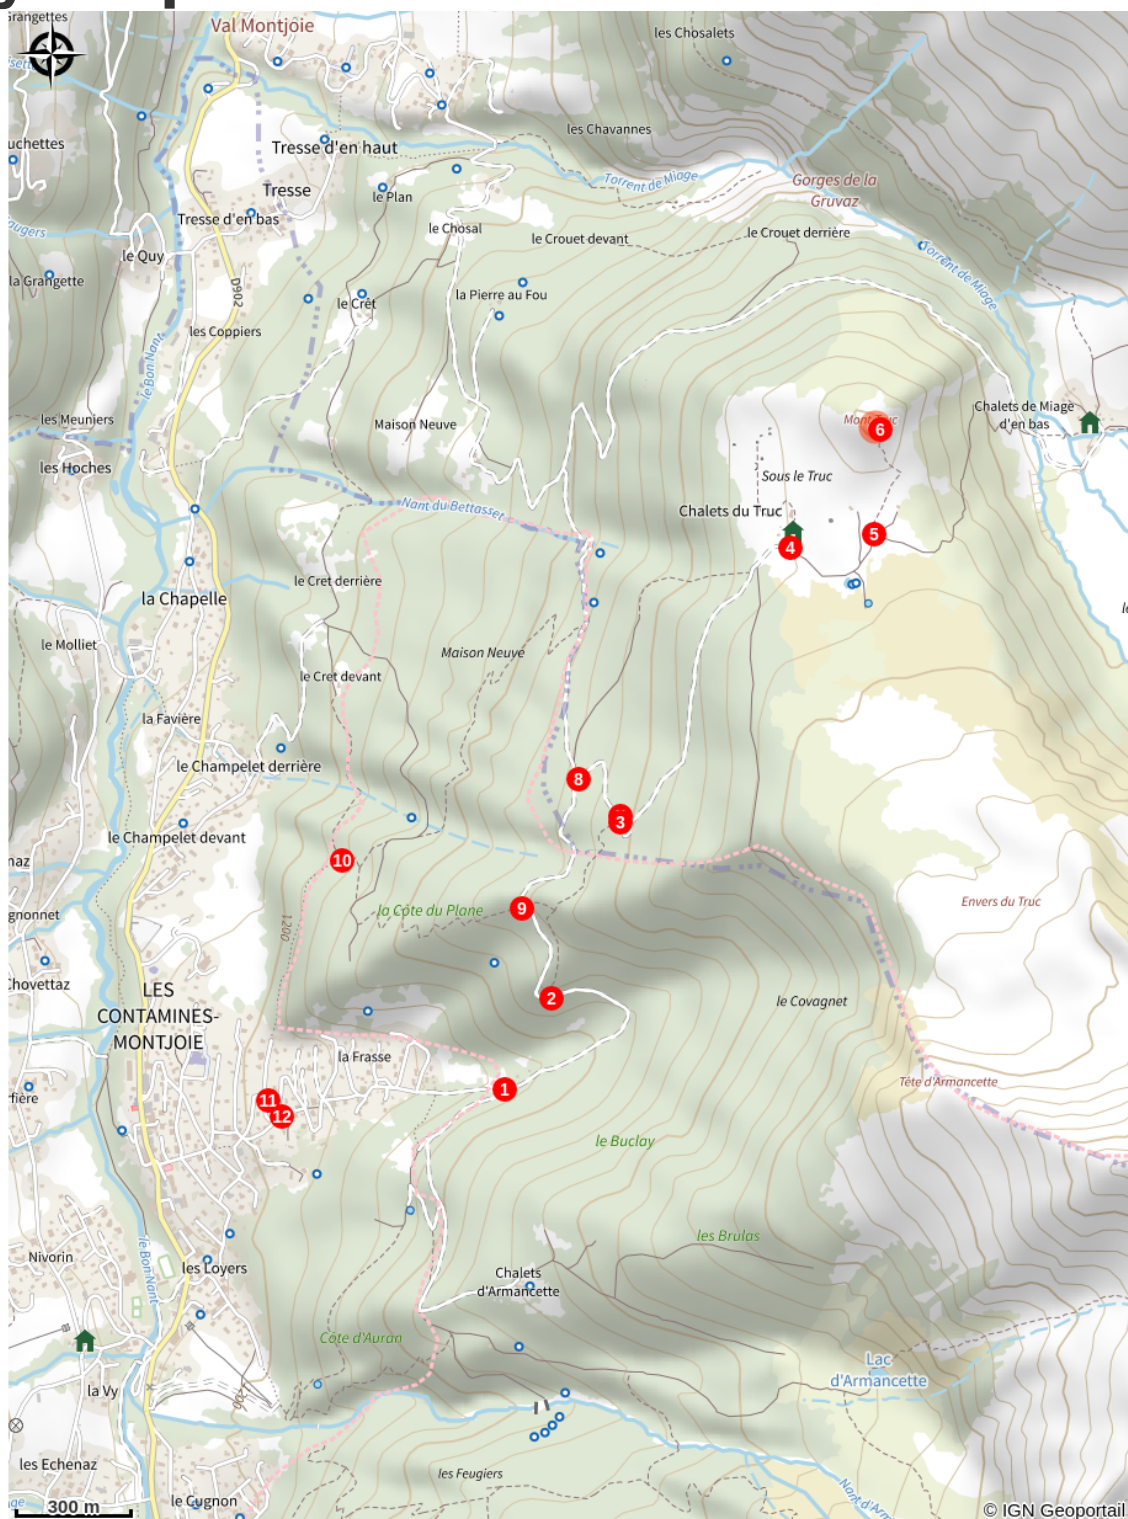 Grangettes
Val Montjoie
les Chosalets
les Chavannes
uchettes
Tresse d'en haut
Torrent de Miage
Gorges de la
Gruvaz
Tresse
le Plan
Tresse d'en bas
augers
le Chosal
le Crouet devant
le Crouet derrière
le Quy
Torrent de Miage
la Grangette
D902
le Crêt
la Pierre au Fou
les Coppiers
le Bon Nant
les Meuniers
Maison Neuve
Chalets de Miage
d'en bas
6
les Hoches
Sous le Truc
Nant du Bettasset
Chalets du Truc
5
4
le Cret derrière
la Chapelle
le Molliet
Maison Neuve
le Cret devant
la Favière
le Champelet derrière
8
3
le Champelet devant
naz
10
gnonnet
la Côte du Plane
9
Envers du Truc
1200
Chovettaz
LES
CONTAMINES-
MONTJOIE
2
le Covagnet
la Frasse
Tête d'Armancette
fière
1
11
12
le Buclay
les Brulas
Nivorin
le Bon Nant
les Loyers
Chalets
d'Armancette
Côte d'Auran
Lac
d'Armancette
la Vy
1200
les Echenaz
les Feugiers
le Cugnon
Nant d'Arm
300 m
© IGN Geoportail